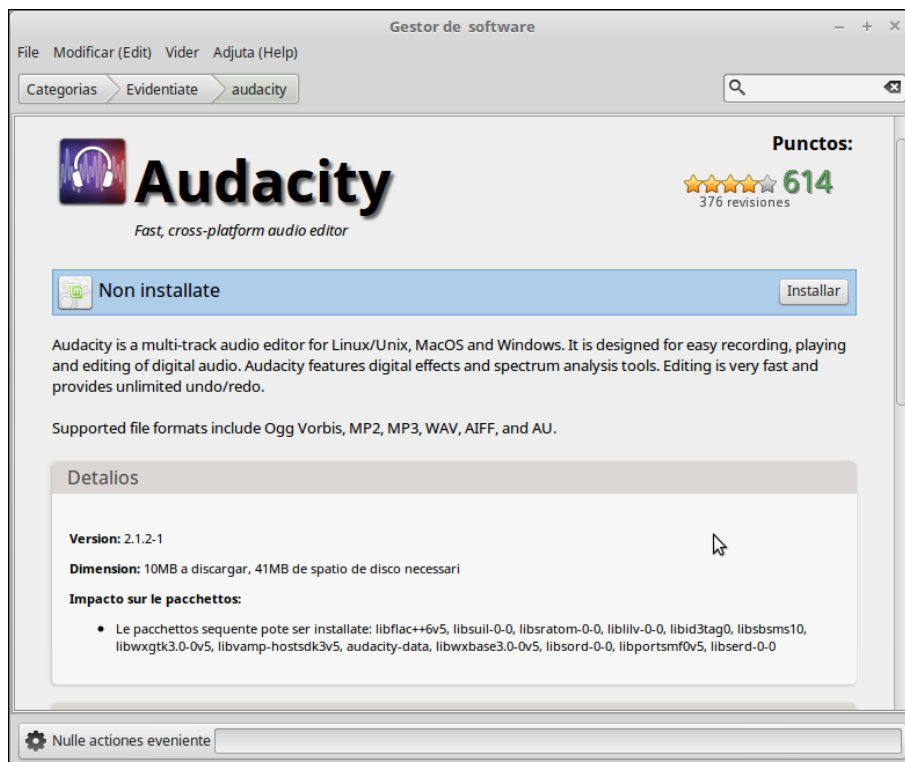 Gestor de software
File Modificar (Edit) Vider Adjuta (Help)
Categorias Evidentiate audacity
Punctos:
Audacity
614
376 revisiones
Fast, cross-platform audio editor
Non installate
Installar
Audacity is a multi-track audio editor for Linux/Unix, MacOS and Windows. It is designed for easy recording, playing
and editing of digital audio. Audacity features digital effects and spectrum analysis tools. Editing is very fast and
provides unlimited undo/redo.
Supported file formats include Ogg Vorbis, MP2, MP3, WAV, AIFF, and AU.
Detalios
Version: 2.1.2-1
Dimension: 10MB a discargar, 41MB de spatio de disco necessari
Impacto sur le pacchettos:
• Le pacchettos sequente pote ser installate: libflac++6v5, libsuil-0-0, libsratom-0-0, liblilv-0-0, libid3tag0, libsbsms10,
libwxgtk3.0-0v5, libvamp-hostsdk3v5, audacity-data, libwxbase3.0-0v5, libsord-0-0, libportsmf0v5, libserd-0-0
Nulle actiones eveniente